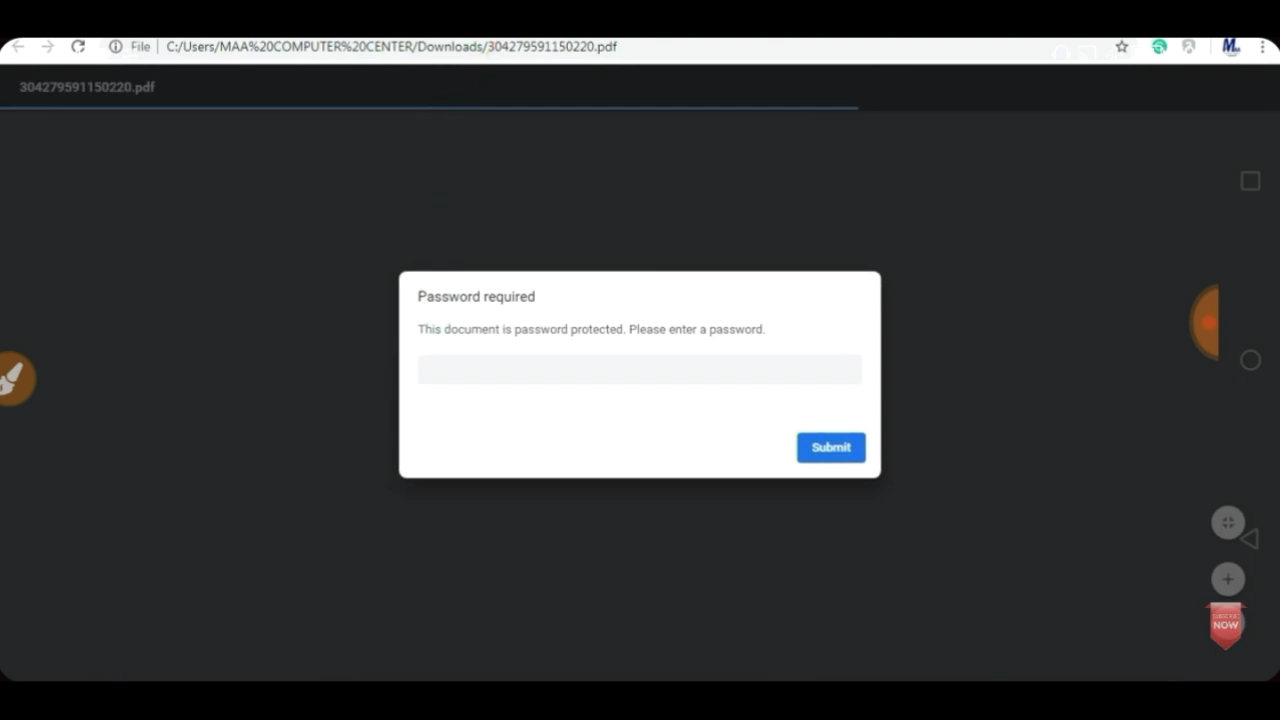 File
C:/Users/MAA%20COMPUTER%20CENTER/Downloads/304279591150220.pdf
304279591150220.pdf
Password required
This document is password protected. Please enter a password.
Submit
SUBSCRIBE
NOW